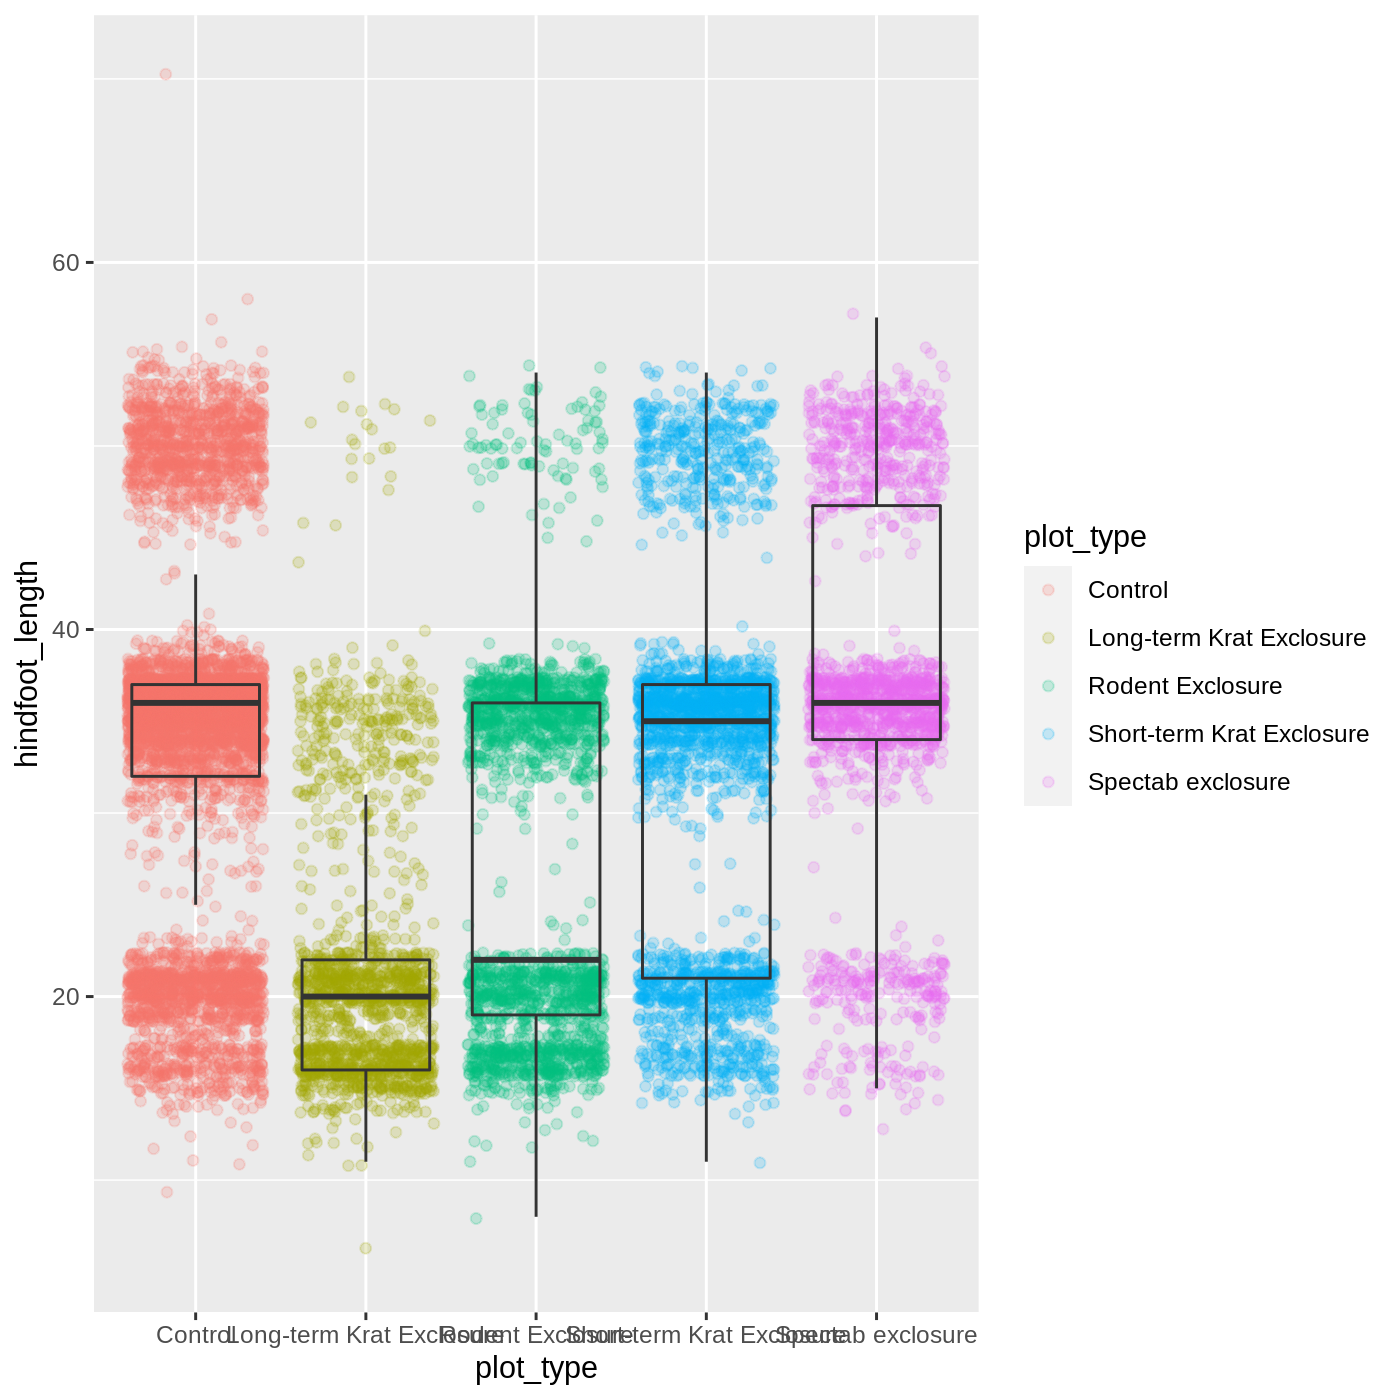 hindfoot_length
60
40
20
Control
Long-term Krat Exclosure
Rodent Exclosure
Short-term Krat Exclosure
Spectab exclosure
plot_type
plot_type
Control
Long-term Krat Exclosure
Rodent Exclosure
Short-term Krat Exclosure
Spectab exclosure